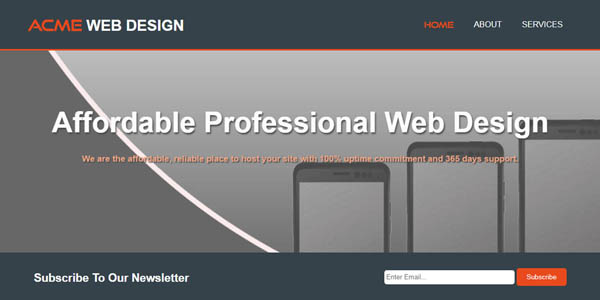 ACME WEB DESIGN
HOME ABOUT SERVICES
Affordable Professional Web Design
We are the affordable, reliable place to host your site with 100% uptime commitment and 365 days support.
Subscribe To Our Newsletter
Enter Email... Subscribe